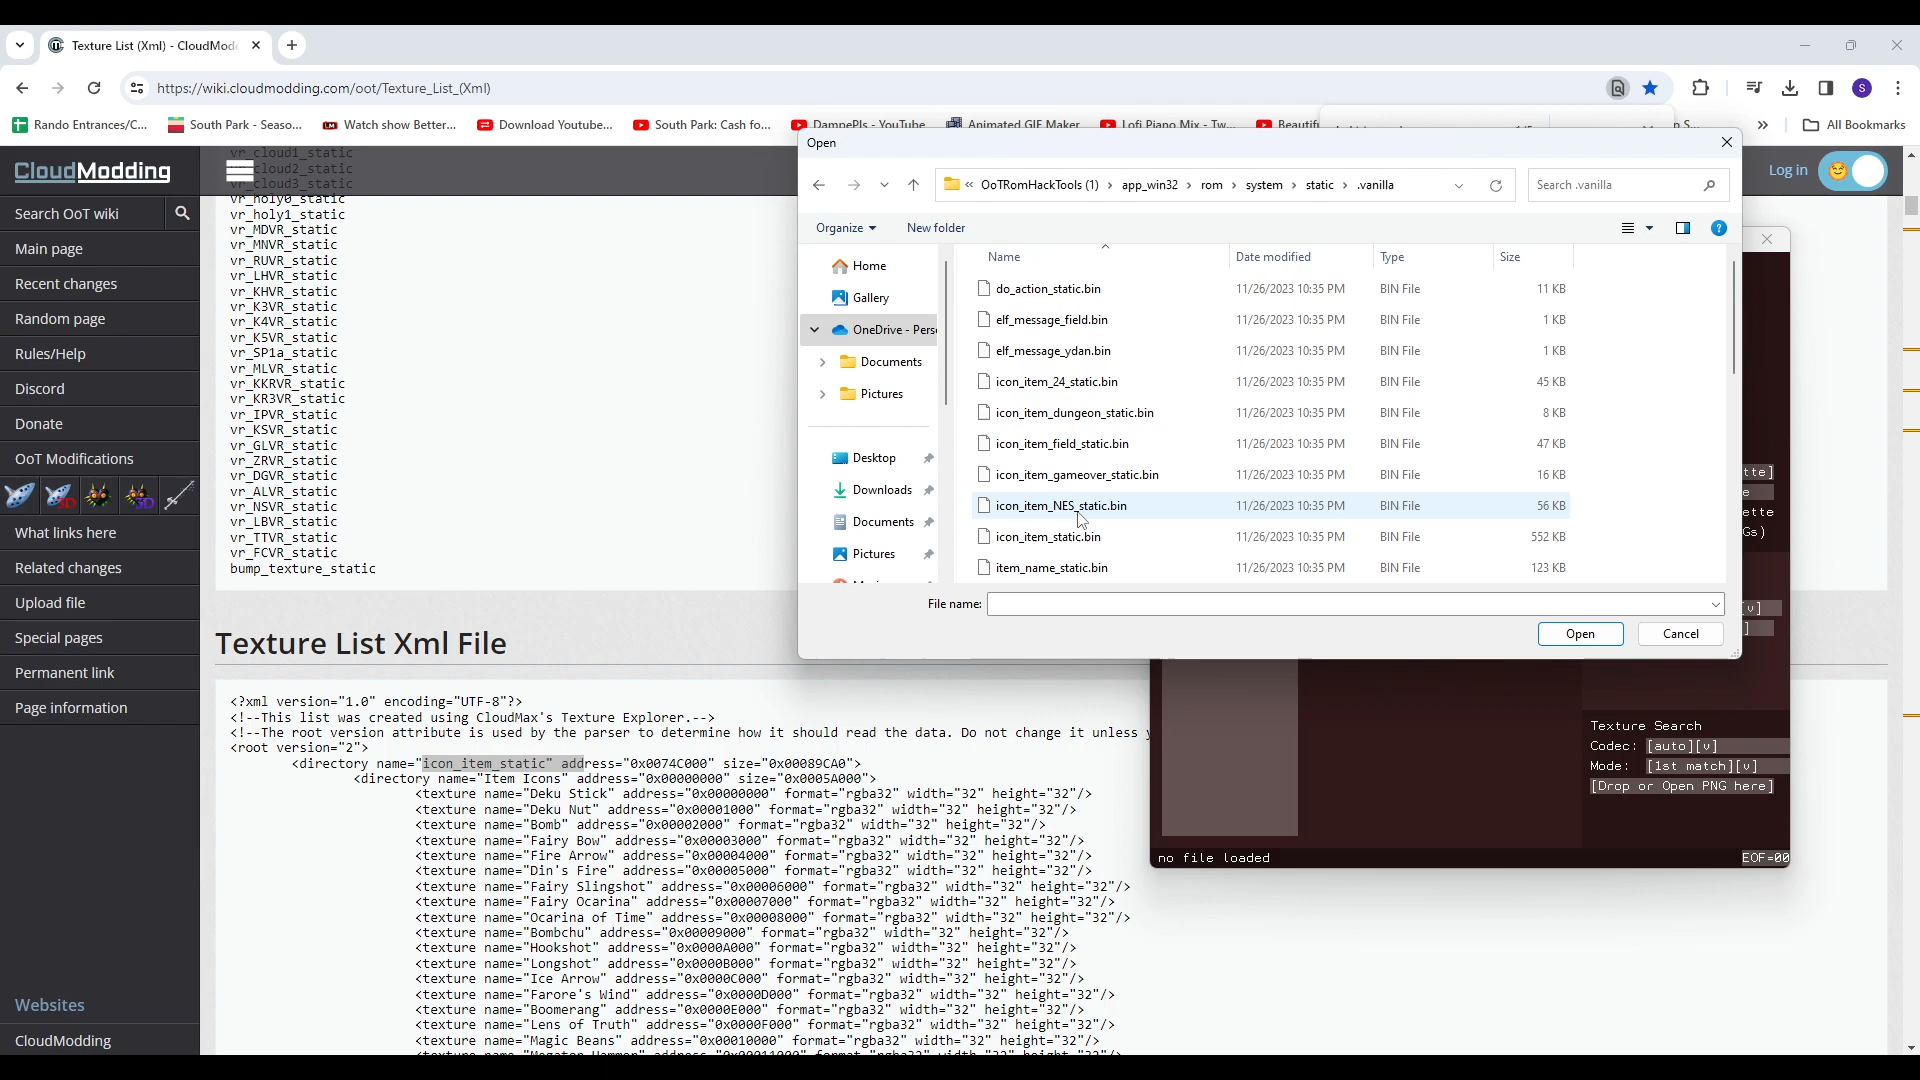 Texture List (Xml) - CloudMod
https://wiki.cloudmodding.com/oot/Texture_List_(Xml)
S
Rando Entrances/C...
South Park - Seaso...
Watch show Better...
Download Youtube...
South Park: Cash fo...
DampePls - YouTube
Animated GIF Maker
Lofi Piano Mix - Tw...
Beautif
All Bookmarks
CloudModding
Log in
Search OoT wiki
Main page
Recent changes
Random page
Rules/Help
Discord
Donate
OoT Modifications
What links here
Related changes
Upload file
Special pages
Permanent link
Page information
Websites
CloudModding
vr_cloud1_static
vr_cloud2_static
vr_cloud3_static
vr_holy0_static
vr_holy1_static
vr_MDVR_static
vr_MNVR_static
vr_RUVR_static
vr_LHVR_static
vr_KHVR_static
vr_K3VR_static
vr_K4VR_static
vr_K5VR_static
vr_SP1a_static
vr_MLVR_static
vr_KKRVR_static
vr_KR3VR_static
vr_IPVR_static
vr_KSVR_static
vr_GLVR_static
vr_ZRVR_static
vr_DGVR_static
vr_ALVR_static
vr_NSVR_static
vr_LBVR_static
vr_TTVR_static
vr_FCVR_static
bump_texture_static
Texture List Xml File
<?xml version="1.0" encoding="UTF-8"?>
<!--This list was created using CloudMax's Texture Explorer.-->
<!--The root version attribute is used by the parser to determine how it should read the data. Do not change it unless
<root version="2">
<directory name="icon_item_static" address="0x0074C000" size="0x00089CA0">
<directory name="Item Icons" address="0x00000000" size="0x0005A000">
<texture name="Deku Stick" address="0x00000000" format="rgba32" width="32" height="32"/>
<texture name="Deku Nut" address="0x00001000" format="rgba32" width="32" height="32"/>
<texture name="Bomb" address="0x00002000" format="rgba32" width="32" height="32"/>
<texture name="Fairy Bow" address="0x00003000" format="rgba32" width="32" height="32"/>
<texture name="Fire Arrow" address="0x00004000" format="rgba32" width="32" height="32"/>
<texture name="Din's Fire" address="0x00005000" format="rgba32" width="32" height="32"/>
<texture name="Fairy Slingshot" address="0x00006000" format="rgba32" width="32" height="32"/>
<texture name="Fairy Ocarina" address="0x00007000" format="rgba32" width="32" height="32"/>
<texture name="Ocarina of Time" address="0x00008000" format="rgba32" width="32" height="32"/>
<texture name="Bombchu" address="0x00009000" format="rgba32" width="32" height="32"/>
<texture name="Hookshot" address="0x0000A000" format="rgba32" width="32" height="32"/>
<texture name="Longshot" address="0x0000B000" format="rgba32" width="32" height="32"/>
<texture name="Ice Arrow" address="0x0000C000" format="rgba32" width="32" height="32"/>
<texture name="Farore's Wind" address="0x0000D000" format="rgba32" width="32" height="32"/>
<texture name="Boomerang" address="0x0000E000" format="rgba32" width="32" height="32"/>
<texture name="Lens of Truth" address="0x0000F000" format="rgba32" width="32" height="32"/>
<texture name="Magic Beans" address="0x00010000" format="rgba32" width="32" height="32"/>
Open
« OoTRomHackTools (1) › app_win32 › rom › system › static › .vanilla
Search .vanilla
Organize
New folder
Home
Gallery
OneDrive - Perso
Documents
Pictures
Desktop
Downloads
Documents
Pictures
Name Date modified Type Size
do_action_static.bin 11/26/2023 10:35 PM BIN File 11 KB
elf_message_field.bin 11/26/2023 10:35 PM BIN File 1 KB
elf_message_ydan.bin 11/26/2023 10:35 PM BIN File 1 KB
icon_item_24_static.bin 11/26/2023 10:35 PM BIN File 45 KB
icon_item_dungeon_static.bin 11/26/2023 10:35 PM BIN File 8 KB
icon_item_field_static.bin 11/26/2023 10:35 PM BIN File 47 KB
icon_item_gameover_static.bin 11/26/2023 10:35 PM BIN File 16 KB
icon_item_NES_static.bin 11/26/2023 10:35 PM BIN File 56 KB
icon_item_static.bin 11/26/2023 10:35 PM BIN File 552 KB
item_name_static.bin 11/26/2023 10:35 PM BIN File 123 KB
File name:
Open
Cancel
tte]
e
ette
Gs)
[v]
]
Texture Search
Codec: [auto][v]
Mode: [1st match][v]
[Drop or Open PNG here]
no file loaded
EOF=00